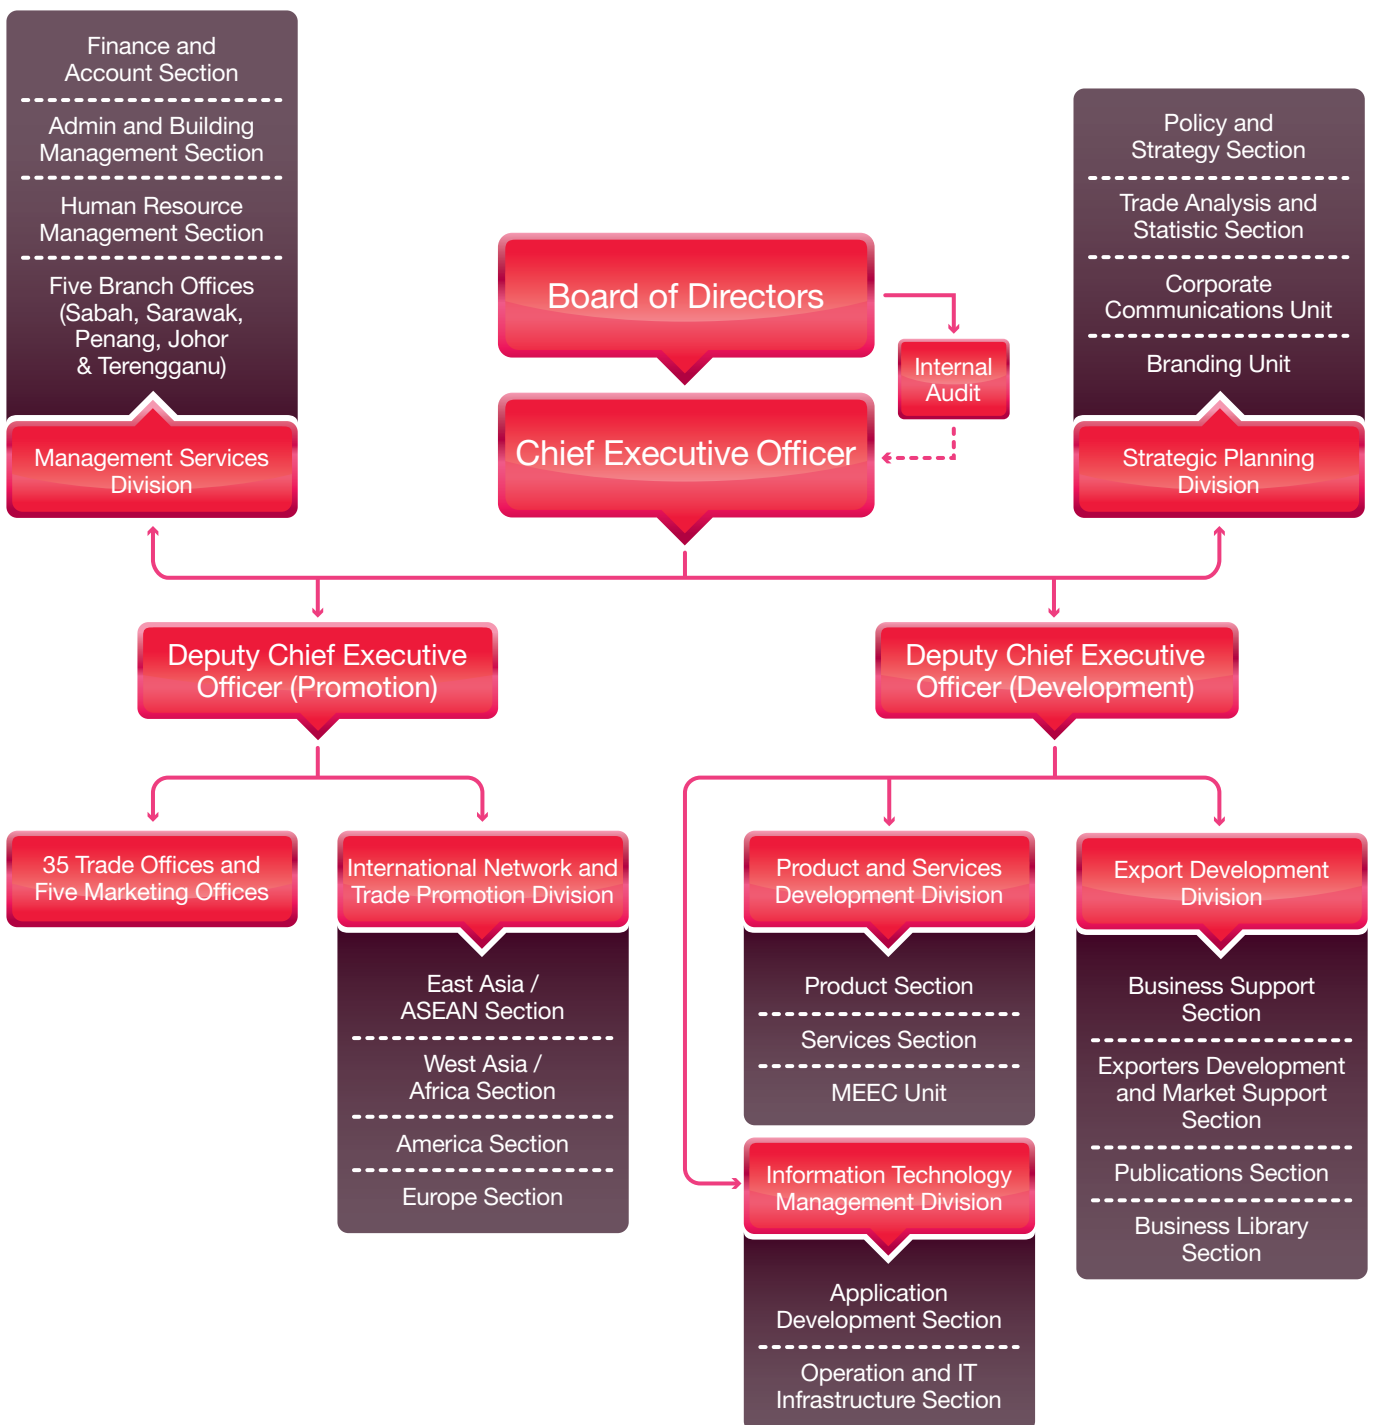 Finance and
Account Section
Admin and Building
Management Section
Human Resource
Management Section
Five Branch Offices
(Sabah, Sarawak,
Penang, Johor
& Terengganu)
Management Services
Division
Board of Directors
Internal
Audit
Chief Executive Officer
Policy and
Strategy Section
Trade Analysis and
Statistic Section
Corporate
Communications Unit
Branding Unit
Strategic Planning
Division
Deputy Chief Executive
Officer (Promotion)
Deputy Chief Executive
Officer (Development)
35 Trade Offices and
Five Marketing Offices
International Network and
Trade Promotion Division
East Asia /
ASEAN Section
West Asia /
Africa Section
America Section
Europe Section
Product and Services
Development Division
Product Section
Services Section
MEEC Unit
Information Technology
Management Division
Application
Development Section
Operation and IT
Infrastructure Section
Export Development
Division
Business Support
Section
Exporters Development
and Market Support
Section
Publications Section
Business Library
Section